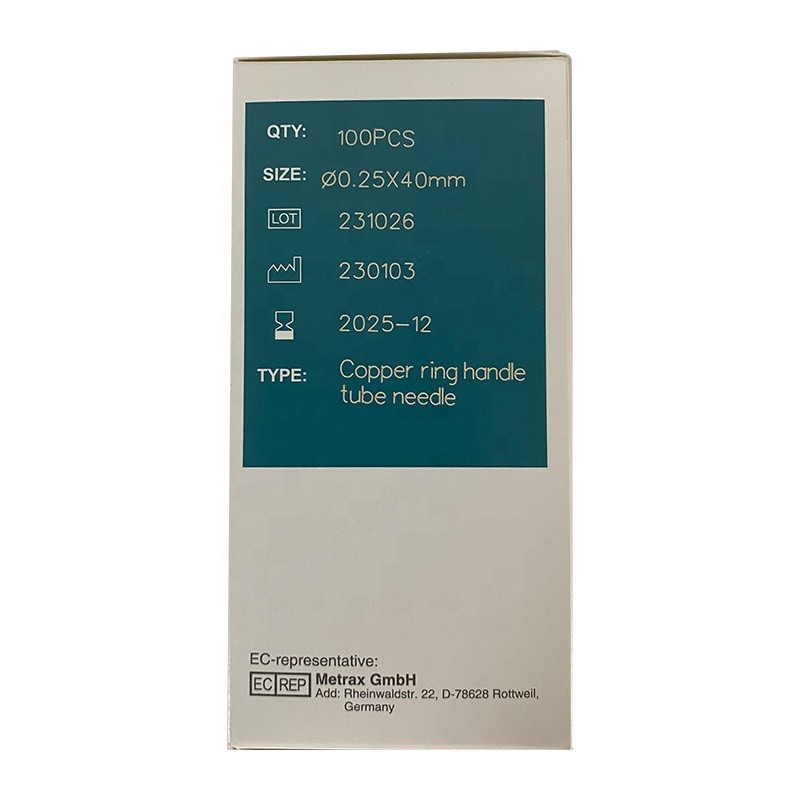 QTY: 100PCS
SIZE: Ø0.25X40mm
LOT 231026
230103
2025-12
TYPE: Copper ring handle
tube needle
EC-representative:
EC REP Metrax GmbH
Add: Rheinwaldstr. 22, D-78628 Rottweil,
Germany